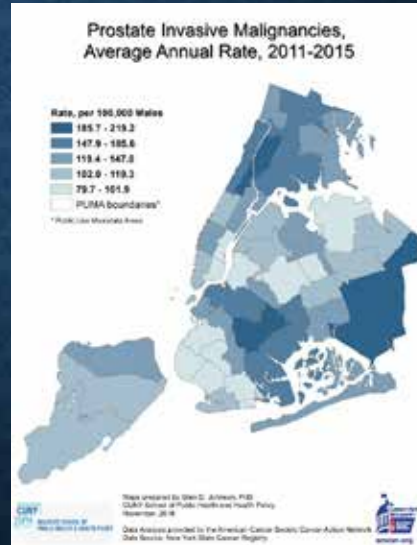 Prostate Invasive Malignancies,
Average Annual Rate, 2011-2015
Rate, per 100,000 Males
185.7 - 219.2
147.9 - 185.6
119.4 - 147.8
102.0 - 119.3
79.7 - 101.9
PUMA boundaries*
* Public Use Microdata Areas
Maps prepared by Glen D. Johnson, PhD
CUNY School of Public Health and Health Policy
November, 2018
Data Analysis provided by the American Cancer Society Cancer Action Network
Data Source: New York State Cancer Registry
CUNY
SPH